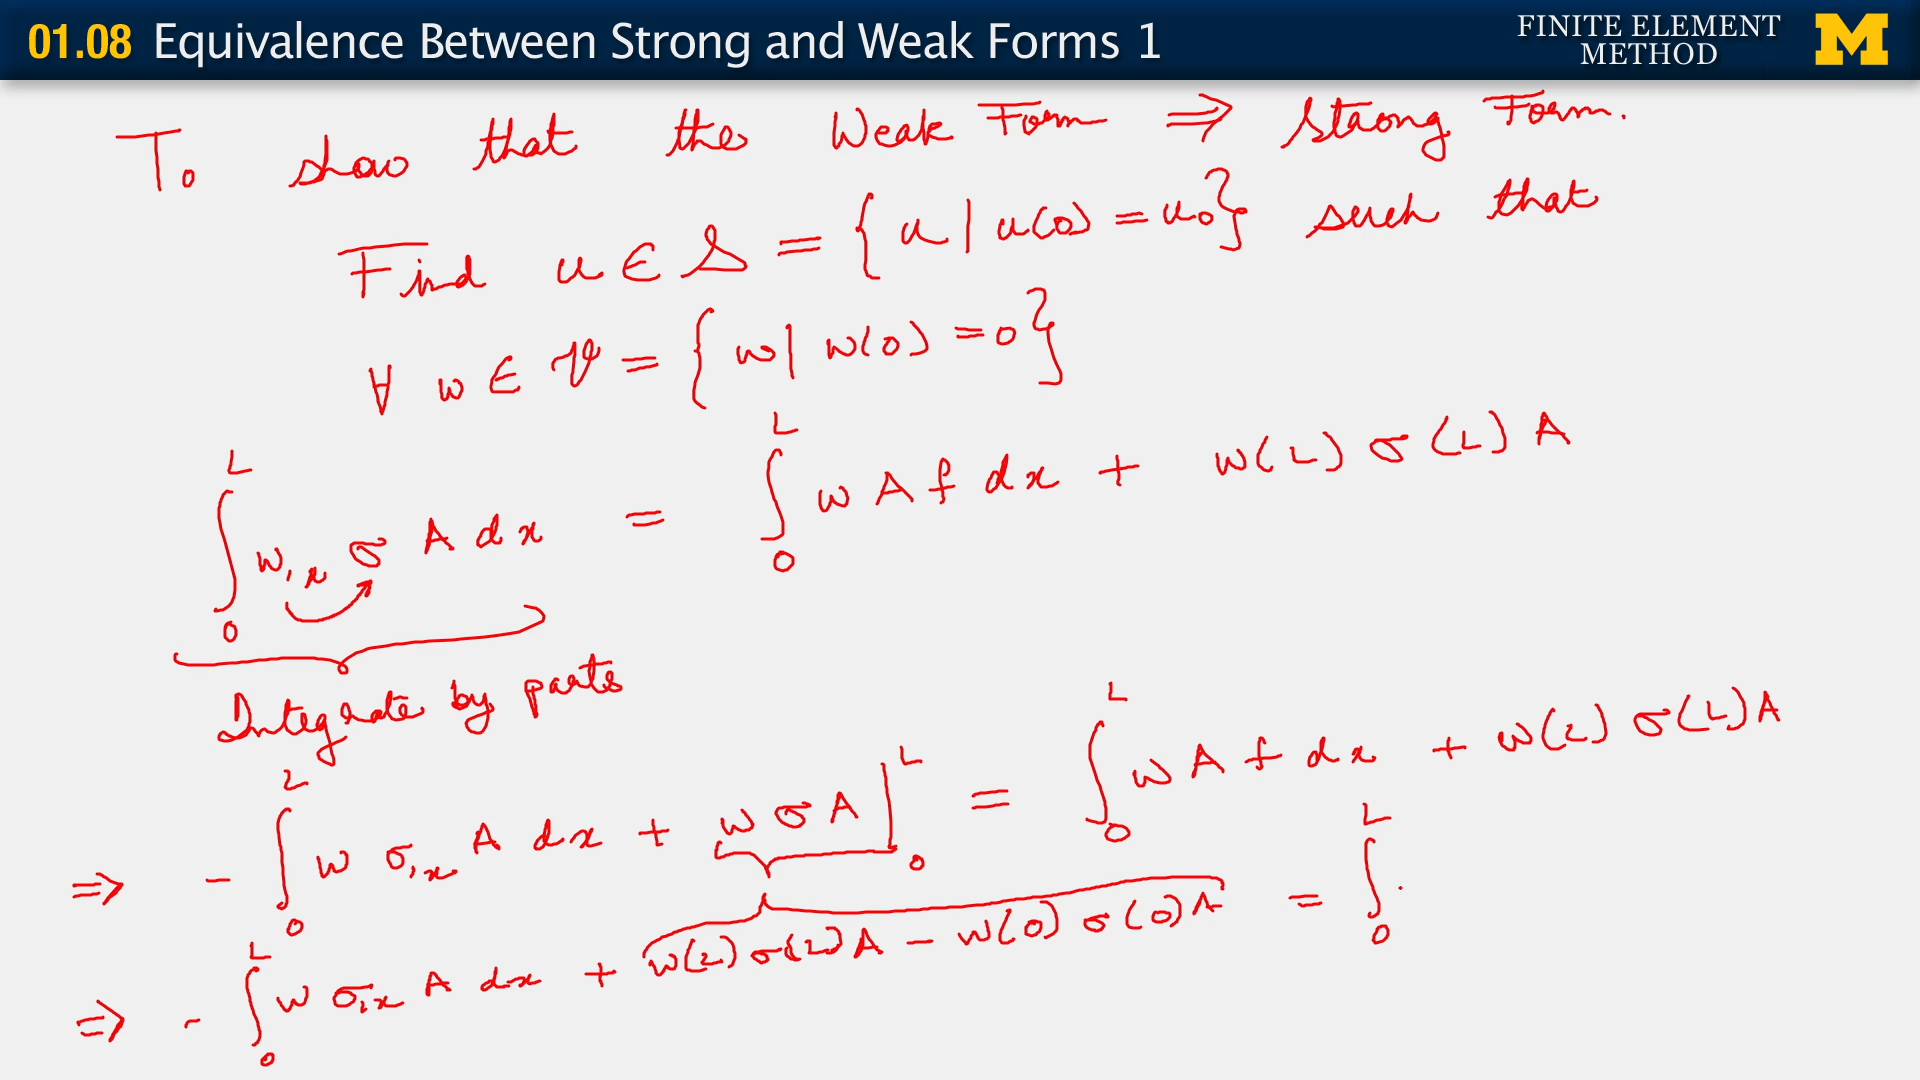 01.08 Equivalence Between Strong and Weak Forms 1
FINITE ELEMENT
METHOD
M
To show that the Weak Form ⇒ Strong Form.
Find u ∈ S = {u | u(0) = u₀} such that
∀ w ∈ V = {w | w(0) = 0}
∫₀ᴸ w,ₓ σ A dx = ∫₀ᴸ w A f dx + w(L) σ(L) A
Integrate by parts
⇒ - ∫₀ᴸ w σ,ₓ A dx + w σ A |₀ᴸ = ∫₀ᴸ w A f dx + w(L) σ(L) A
⇒ - ∫₀ᴸ w σ,ₓ A dx + w(L) σ(L) A - w(0) σ(0) A = ∫₀ᴸ